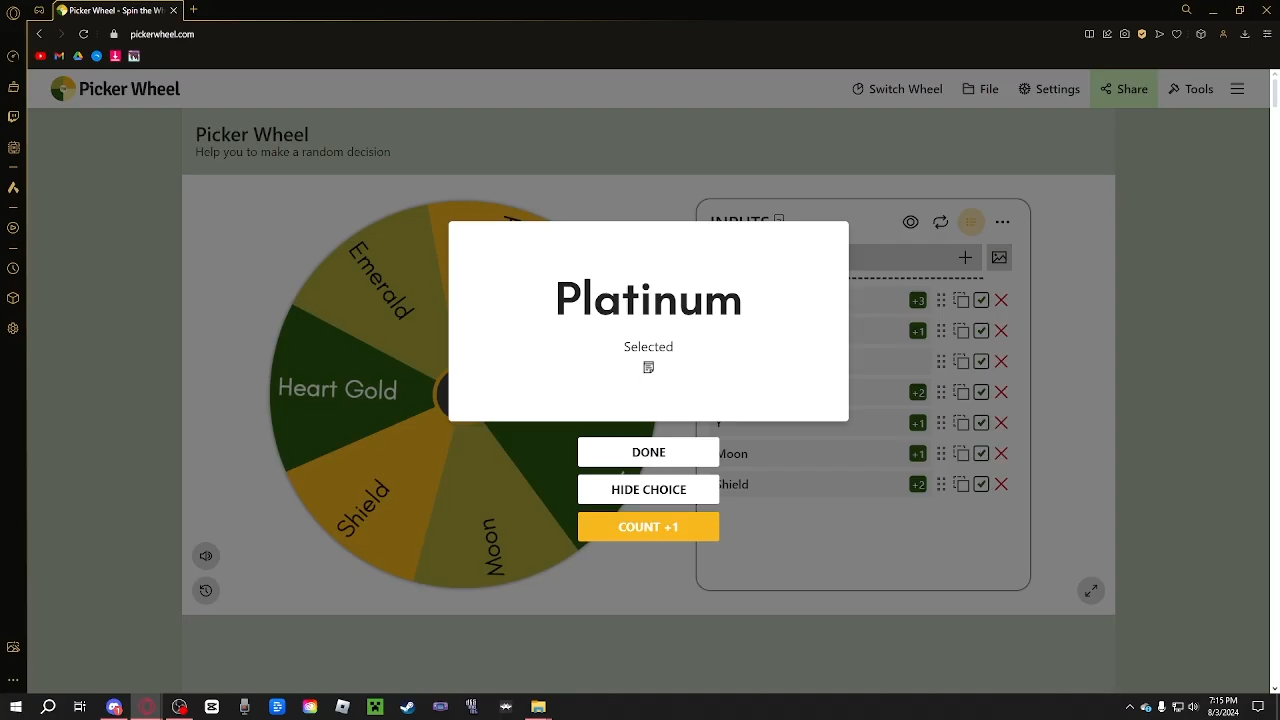 Picker Wheel - Spin the Wh
pickerwheel.com
Picker Wheel
Switch Wheel
File
Settings
Share
Tools
Picker Wheel
Help you to make a random decision
INPUTS
Emerald
Heart Gold
Shield
Moon
Platinum
Selected
DONE
HIDE CHOICE
COUNT +1
+3
+1
+2
+1
Moon
+1
Shield
+2
7:15 PM
8/3/2024